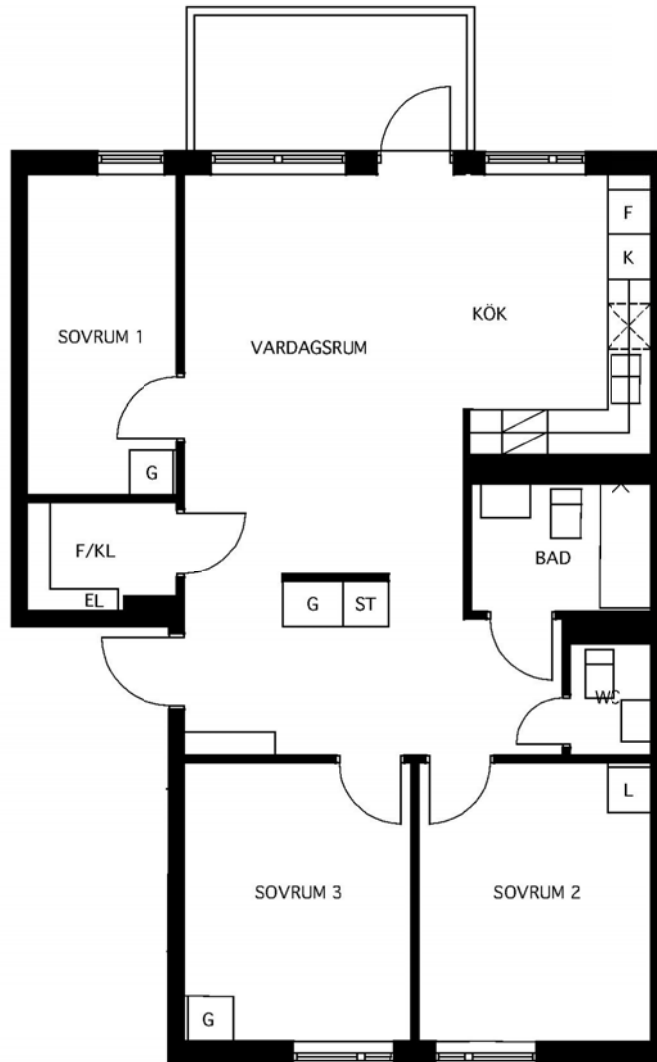 F
K
KÖK
SOVRUM 1
VARDAGSRUM
G
F/KL
BAD
EL
G
ST
WC
L
SOVRUM 3
SOVRUM 2
G